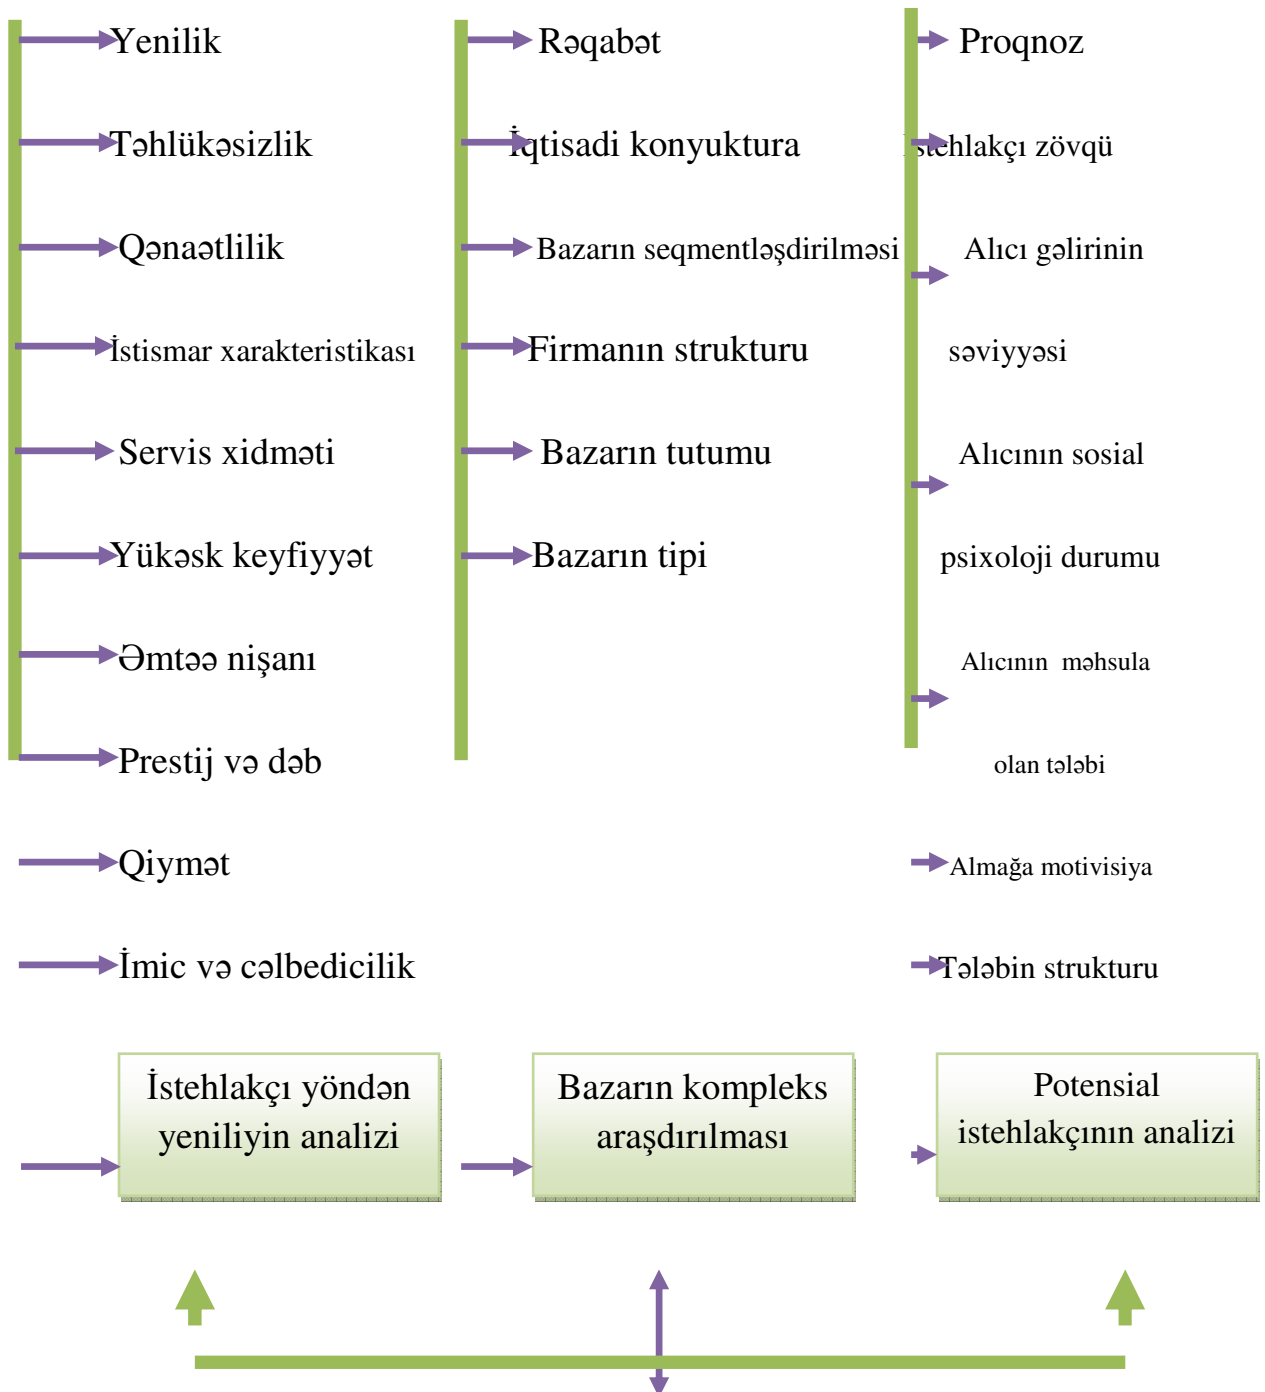 Yenilik
Təhlükəsizlik
Qənaətlilik
İstismar xarakteristikası
Servis xidməti
Yükəsk keyfiyyət
Əmtəə nişanı
Prestij və dəb
Qiymət
İmic və cəlbedicilik
İstehlakçı yöndən
yeniliyin analizi
Rəqabət
İqtisadi konyuktura
Bazarın seqmentləşdirilməsi
Firmanın strukturu
Bazarın tutumu
Bazarın tipi
Bazarın kompleks
araşdırılması
Proqnoz
İstehlakçı zövqü
Alıcı gəlirinin
səviyyəsi
Alıcının sosial
psixoloji durumu
Alıcının məhsula
olan tələbi
Almağa motivisiya
Tələbin strukturu
Potensial
istehlakçının analizi